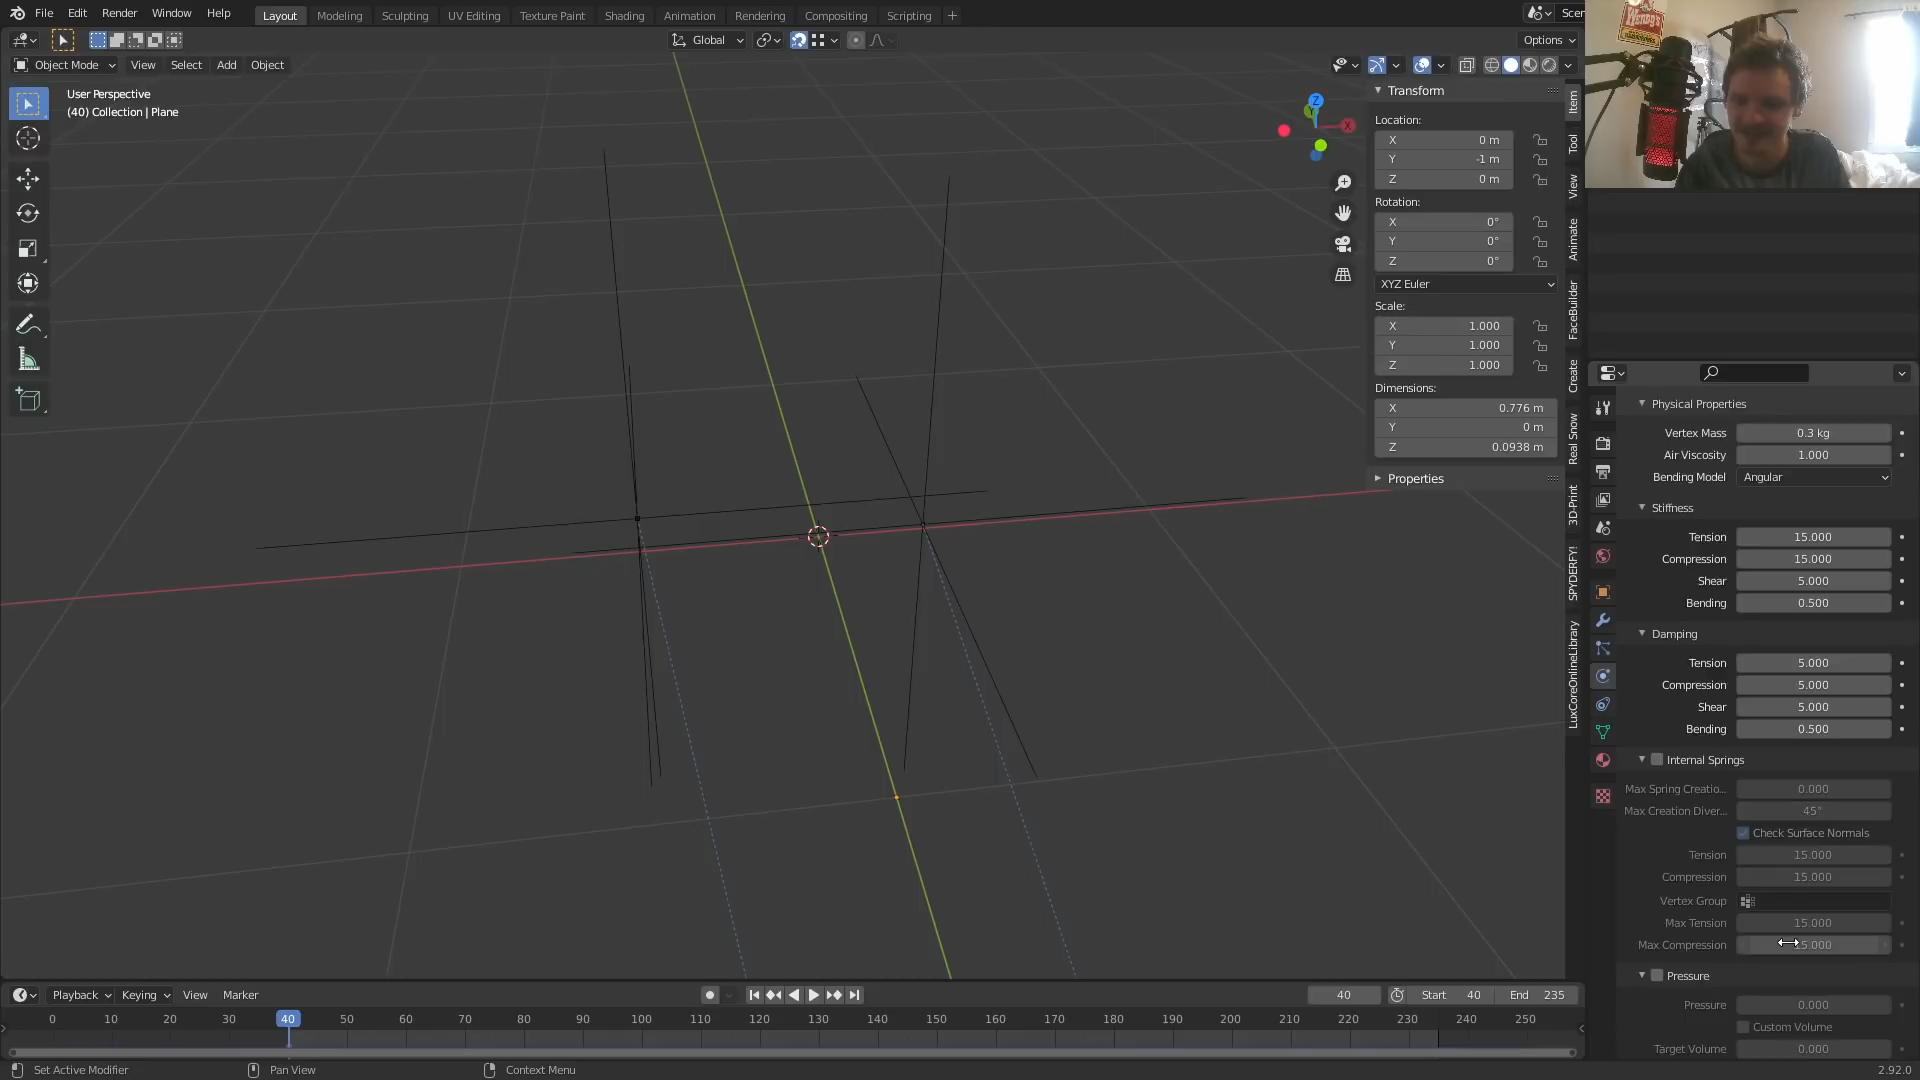 File Edit Render Window Help
Layout Modeling Sculpting UV Editing Texture Paint Shading Animation Rendering Compositing Scripting
Global
Options
Object Mode View Select Add Object
User Perspective
(40) Collection | Plane
Z
X
Wendy's
Transform
Location:
X 0 m
Y -1 m
Z 0 m
Rotation:
X 0°
Y 0°
Z 0°
XYZ Euler
Scale:
X 1.000
Y 1.000
Z 1.000
Dimensions:
X 0.776 m
Y 0 m
Z 0.0938 m
Properties
Item
Tool
View
Animate
FaceBuilder
Create
Real Snow
3D-Print
SPYDERFY!
LuxCoreOnlineLibrary
Physical Properties
Vertex Mass 0.3 kg
Air Viscosity 1.000
Bending Model Angular
Stiffness
Tension 15.000
Compression 15.000
Shear 5.000
Bending 0.500
Damping
Tension 5.000
Compression 5.000
Shear 5.000
Bending 0.500
Internal Springs
Max Spring Creatio... 0.000
Max Creation Diver... 45°
Check Surface Normals
Tension 15.000
Compression 15.000
Vertex Group
Max Tension 15.000
Max Compression 15.000
Pressure
Pressure 0.000
Custom Volume
Target Volume 0.000
Playback Keying View Marker
40 Start 40 End 235
0 10 20 30 40 50 60 70 80 90 100 110 120 130 140 150 160 170 180 190 200 210 220 230 240 250
Set Active Modifier Pan View Context Menu 2.92.0